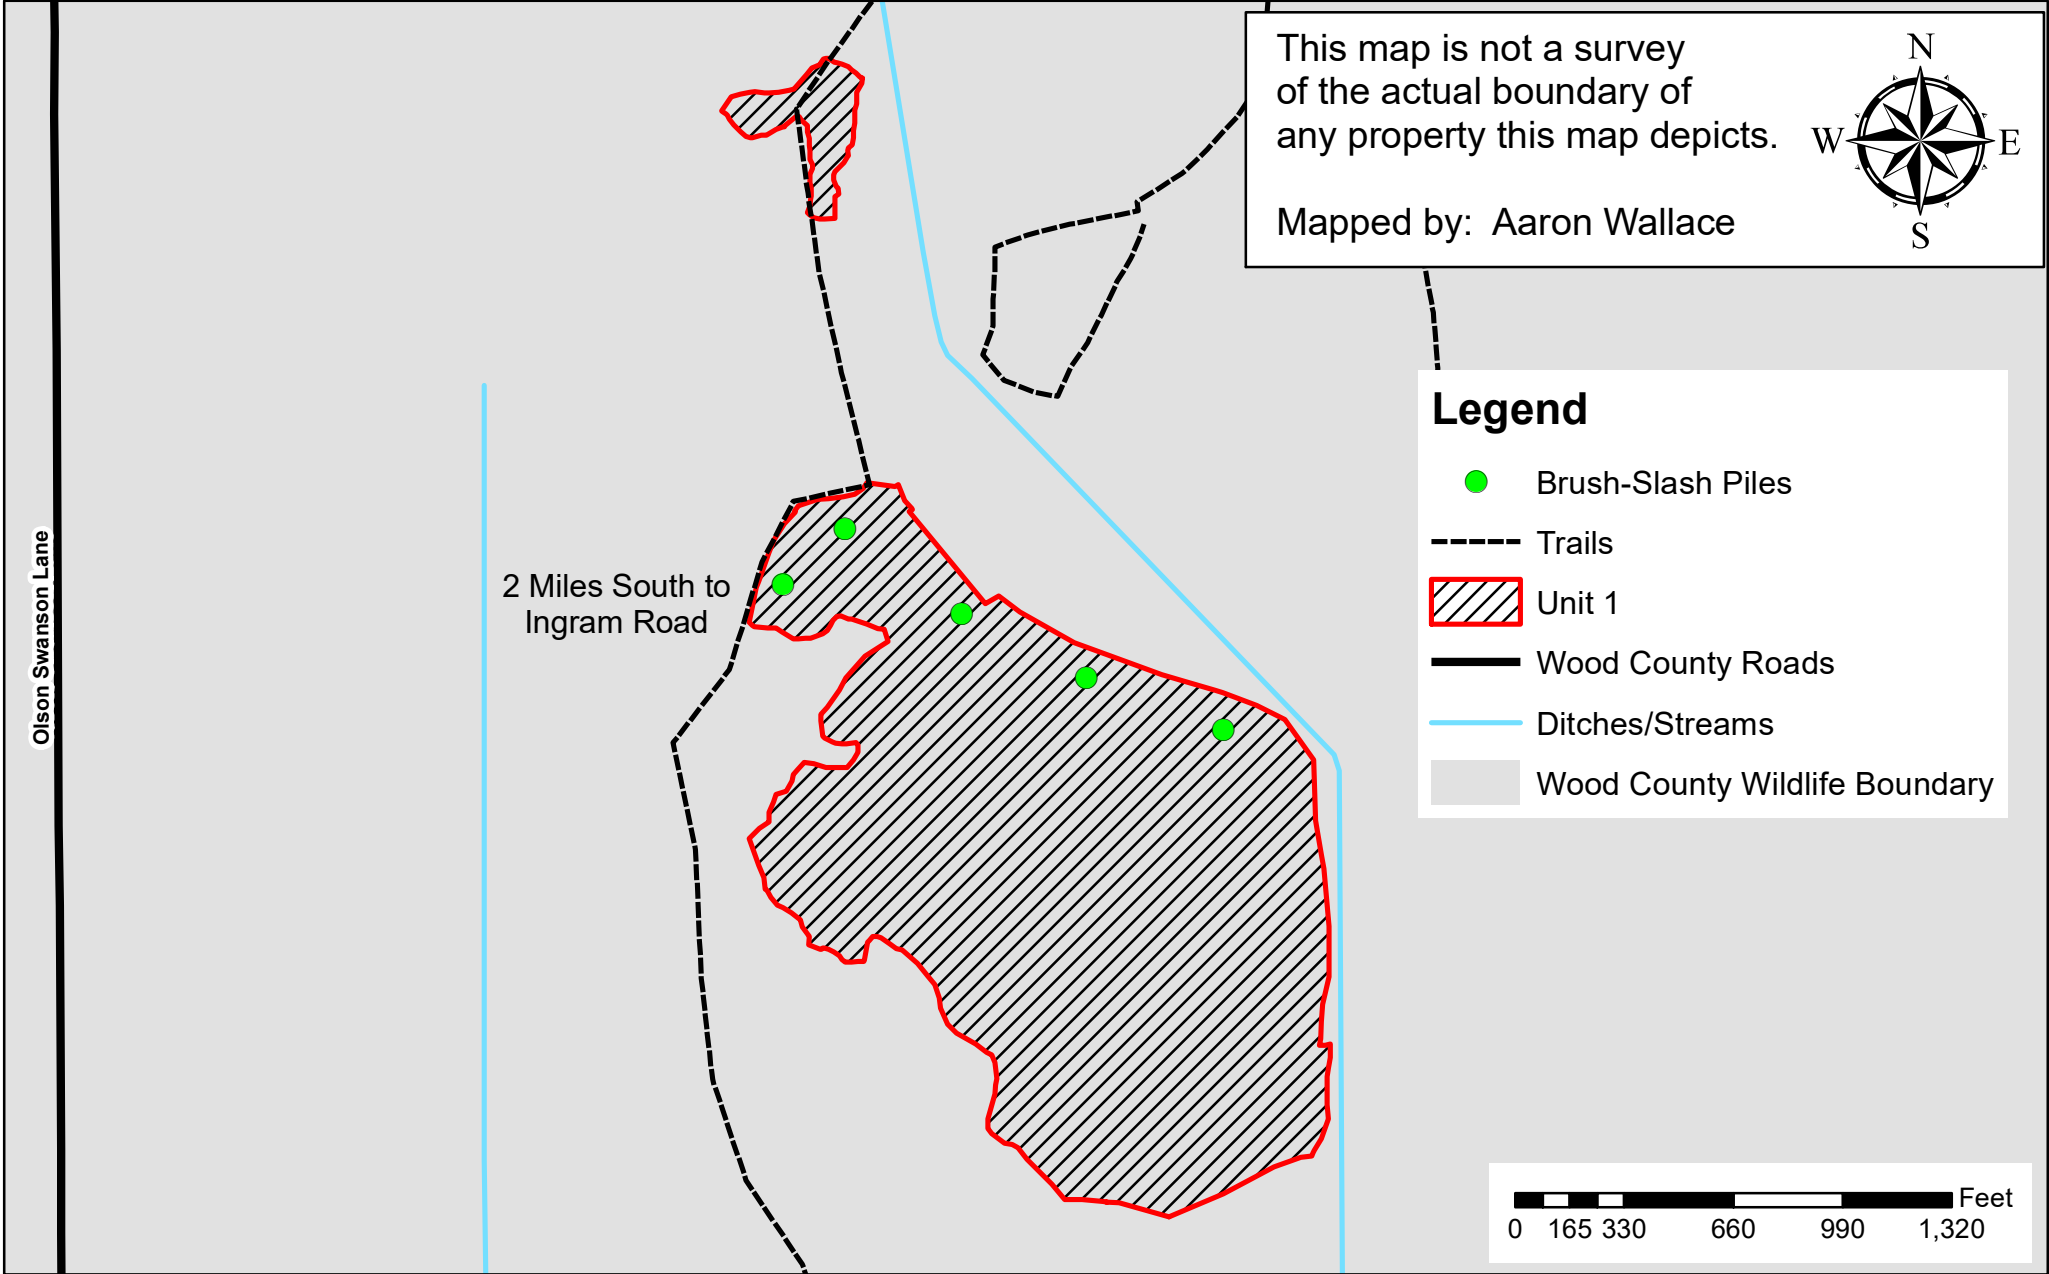 This map is not a survey
of the actual boundary of
any property this map depicts.
Mapped by:  Aaron Wallace
N
W
E
S
Legend
Brush-Slash Piles
Trails
Unit 1
Wood County Roads
Ditches/Streams
Wood County Wildlife Boundary
Olson Swanson Lane
2 Miles South to
Ingram Road
Feet
0 165 330 660 990 1,320